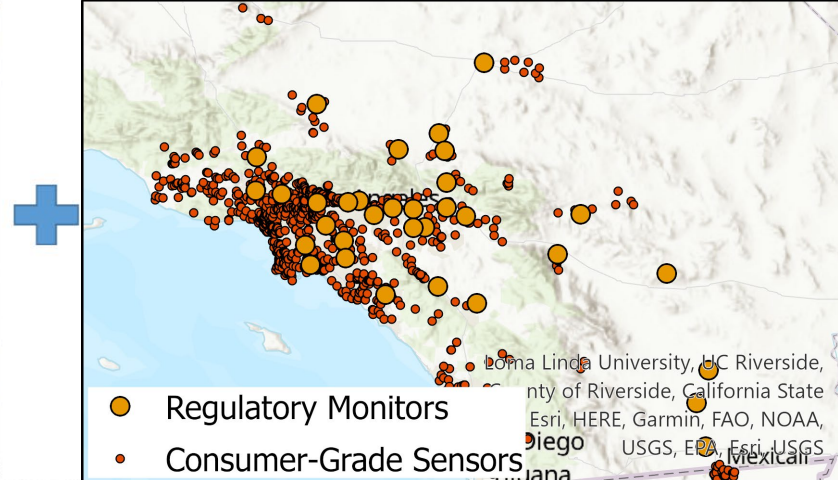 Loma Linda University, UC Riverside,
nty of Riverside, California State
Esri, HERE, Garmin, FAO, NOAA,
USGS, EPA, Esri, USGS
Regulatory Monitors
Consumer-Grade Sensors
Diego
Mexicali